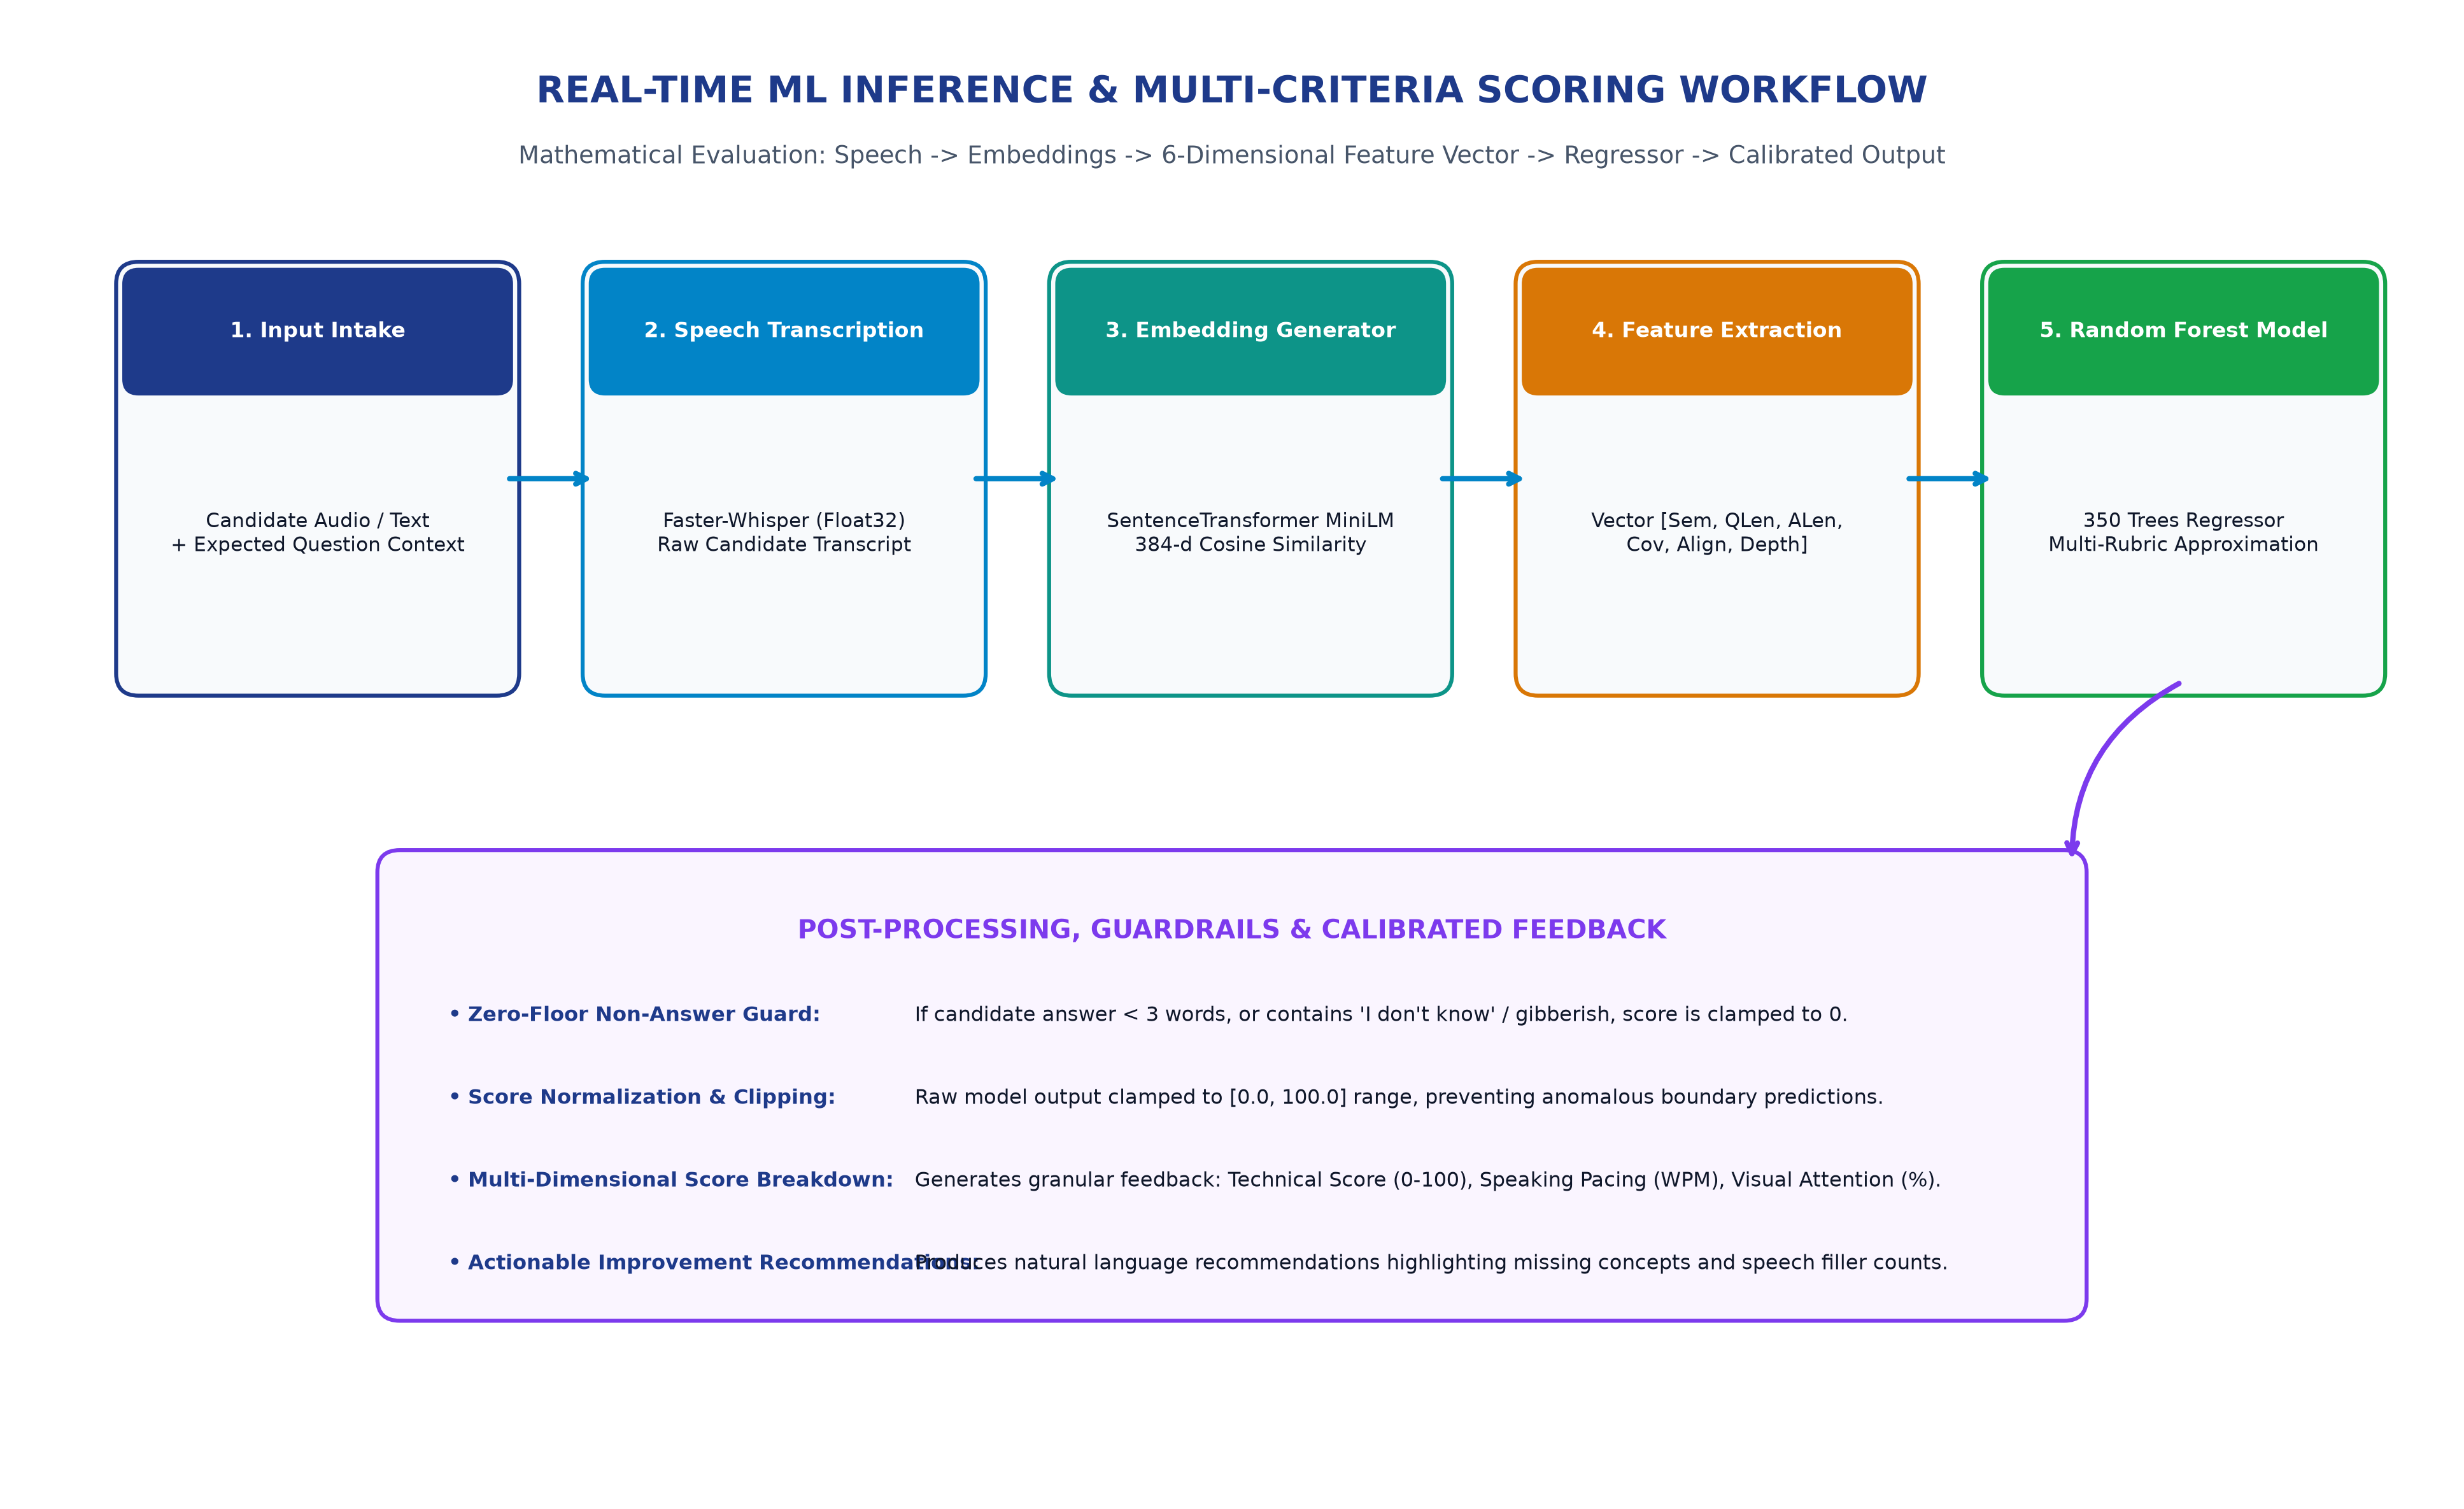 REAL-TIME ML INFERENCE & MULTI-CRITERIA SCORING WORKFLOW
Mathematical Evaluation: Speech -> Embeddings -> 6-Dimensional Feature Vector -> Regressor -> Calibrated Output
1. Input Intake
Candidate Audio / Text
+ Expected Question Context
2. Speech Transcription
Faster-Whisper (Float32)
Raw Candidate Transcript
3. Embedding Generator
SentenceTransformer MiniLM
384-d Cosine Similarity
4. Feature Extraction
Vector [Sem, QLen, ALen,
Cov, Align, Depth]
5. Random Forest Model
350 Trees Regressor
Multi-Rubric Approximation
POST-PROCESSING, GUARDRAILS & CALIBRATED FEEDBACK
• Zero-Floor Non-Answer Guard: If candidate answer < 3 words, or contains 'I don't know' / gibberish, score is clamped to 0.
• Score Normalization & Clipping: Raw model output clamped to [0.0, 100.0] range, preventing anomalous boundary predictions.
• Multi-Dimensional Score Breakdown: Generates granular feedback: Technical Score (0-100), Speaking Pacing (WPM), Visual Attention (%).
• Actionable Improvement Recommendations: Produces natural language recommendations highlighting missing concepts and speech filler counts.